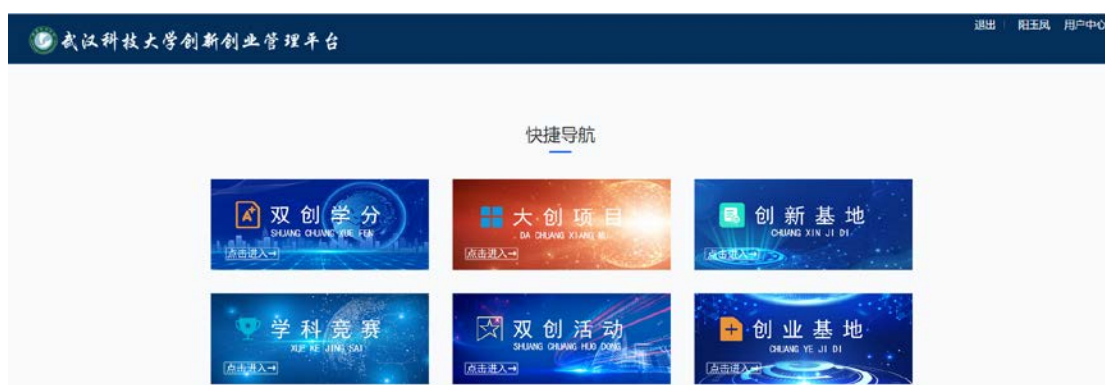 武汉科技大学创新创业管理平台
退出 阳玉凤 用户中心
快捷导航
双创学分
SHUANG CHUANG XUE FEN
点击进入→
大创项目
DA CHUANG XIANG MU
点击进入→
创新基地
CHUANG XIN JI DI
点击进入→
学科竞赛
XUE KE JING SAI
点击进入→
双创活动
SHUANG CHUANG HUO DONG
点击进入→
创业基地
CHUANG YE JI DI
点击进入→